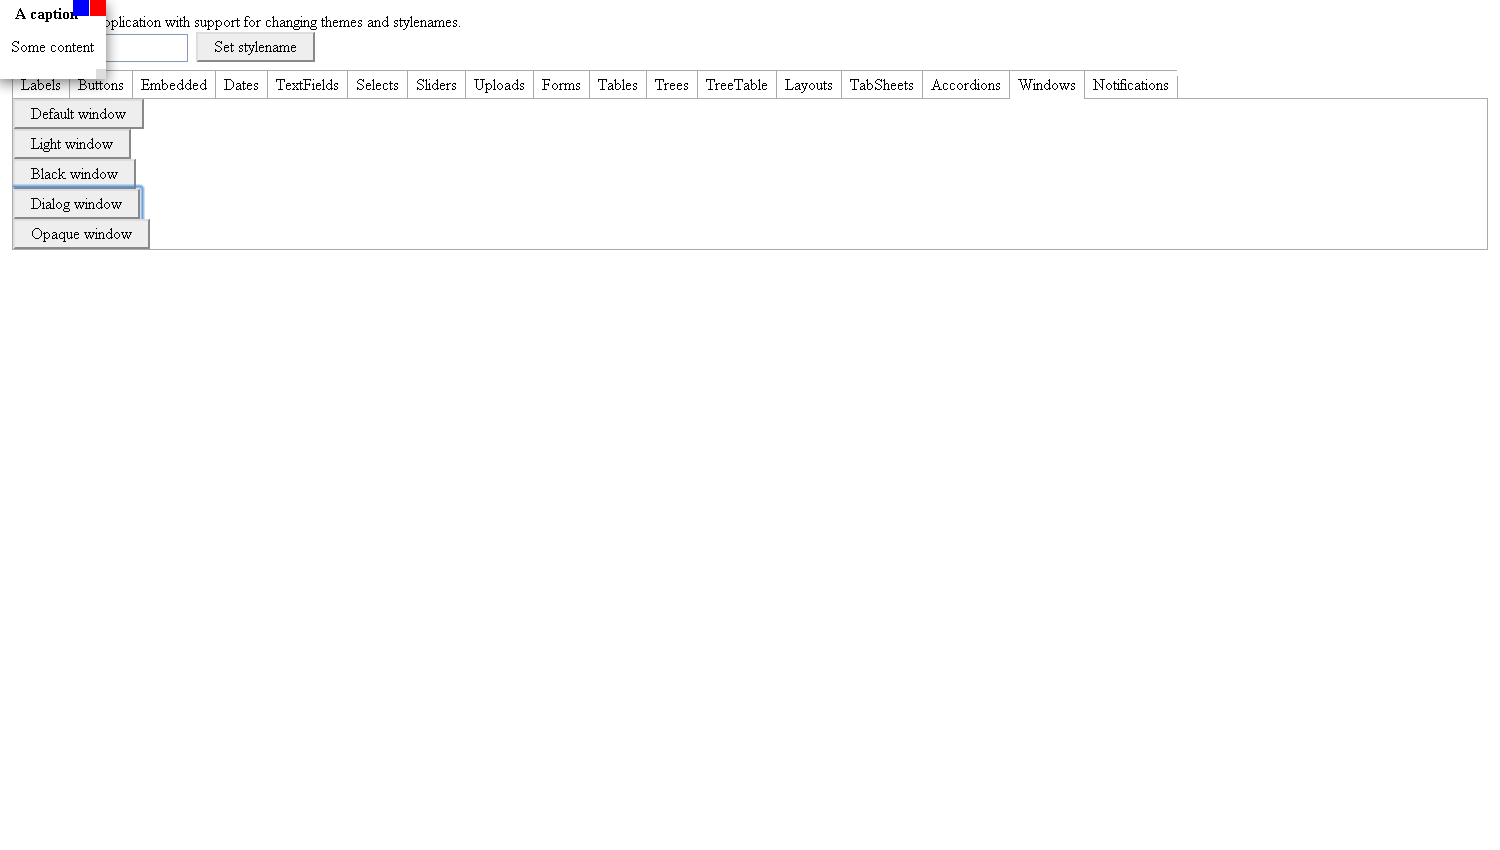 A caption
plication with support for changing themes and stylenames.
Some content
Set stylename
Labels Buttons Embedded Dates TextFields Selects Sliders Uploads Forms Tables Trees TreeTable Layouts TabSheets Accordions Windows Notifications
Default window
Light window
Black window
Dialog window
Opaque window